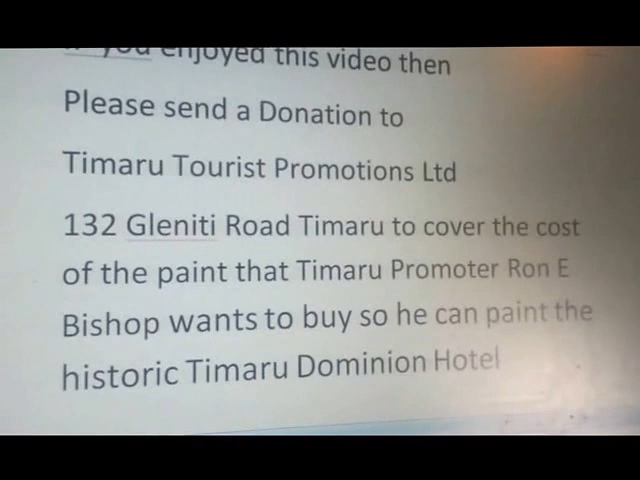 If you enjoyed this video then
Please send a Donation to
Timaru Tourist Promotions Ltd
132 Gleniti Road Timaru to cover the cost
of the paint that Timaru Promoter Ron E
Bishop wants to buy so he can paint the
historic Timaru Dominion Hotel